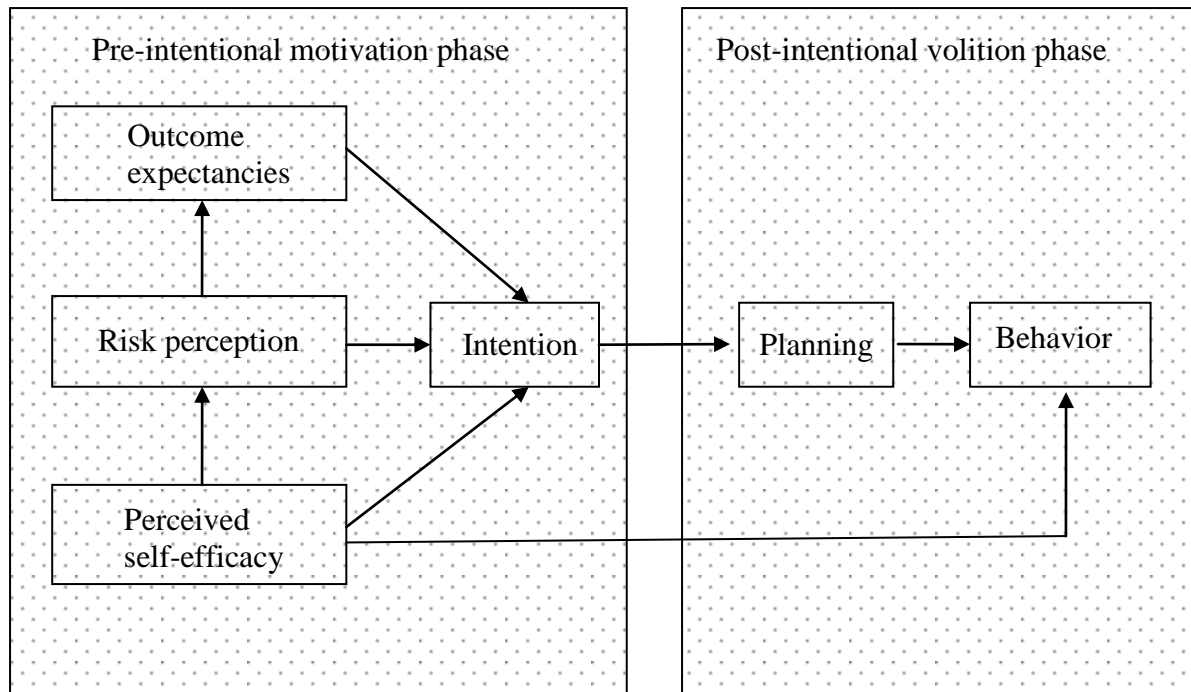 Pre-intentional motivation phase
Outcome
expectancies
Risk perception
Perceived
self-efficacy
Intention
Post-intentional volition phase
Planning
Behavior